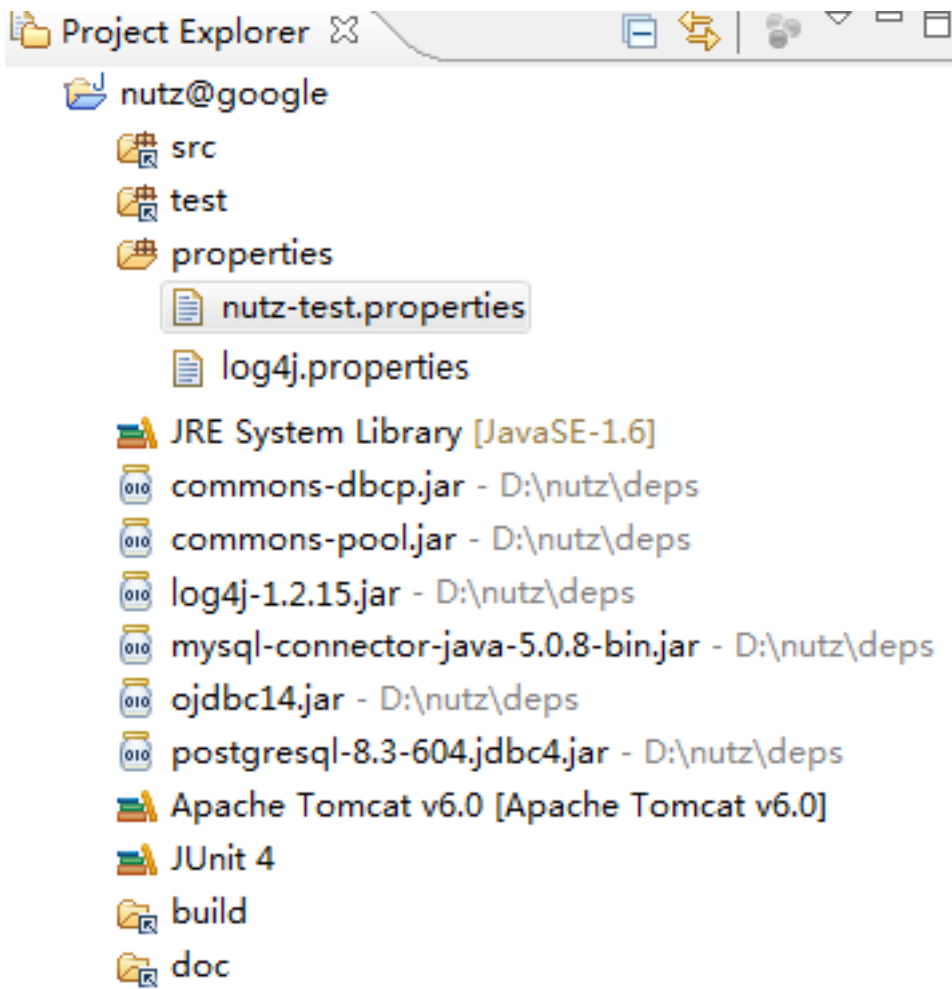 Project Explorer
nutz@google
src
test
properties
nutz-test.properties
log4j.properties
JRE System Library [JavaSE-1.6]
commons-dbcp.jar - D:\nutz\deps
commons-pool.jar - D:\nutz\deps
log4j-1.2.15.jar - D:\nutz\deps
mysql-connector-java-5.0.8-bin.jar - D:\nutz\deps
ojdbc14.jar - D:\nutz\deps
postgresql-8.3-604.jdbc4.jar - D:\nutz\deps
Apache Tomcat v6.0 [Apache Tomcat v6.0]
JUnit 4
build
doc